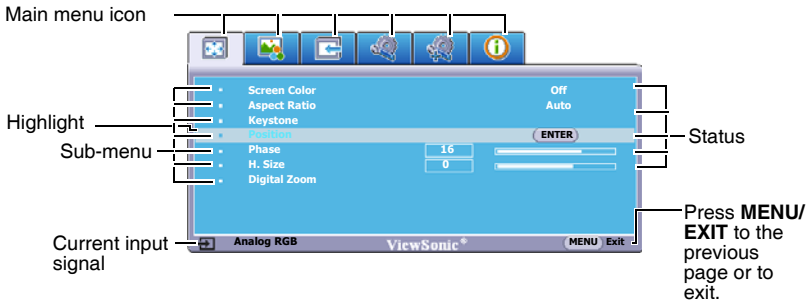 Main menu icon
Screen Color Off
Aspect Ratio Auto
Keystone
Highlight
Position ENTER
Status
Sub-menu
Phase 16
H. Size 0
Digital Zoom
Current input
signal
Analog RGB ViewSonic® MENU Exit
Press MENU/
EXIT to the
previous
page or to
exit.